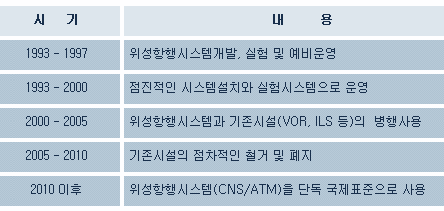 시 기 내 용
1993 - 1997 위성항행시스템개발, 실험 및 예비운영
1993 - 2000 점진적인 시스템설치와 실험시스템으로 운영
2000 - 2005 위성항행시스템과 기존시설(VOR, ILS 등)의 병행사용
2005 - 2010 기존시설의 점차적인 철거 및 폐지
2010 이후 위성항행시스템(CNS/ATM)을 단독 국제표준으로 사용